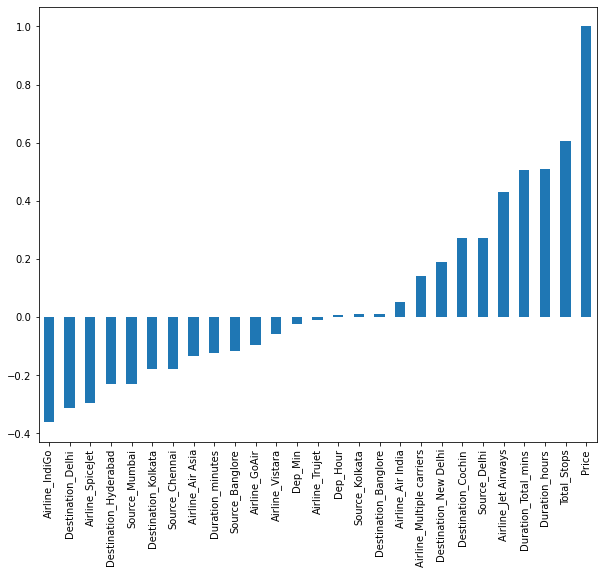 1.0
0.8
0.6
0.4
0.2
0.0
−0.2
−0.4
Airline_IndiGo
Destination_Delhi
Airline_SpiceJet
Destination_Hyderabad
Source_Mumbai
Destination_Kolkata
Source_Chennai
Airline_Air Asia
Duration_minutes
Source_Banglore
Airline_GoAir
Airline_Vistara
Dep_Min
Airline_Trujet
Dep_Hour
Source_Kolkata
Destination_Banglore
Airline_Air India
Airline_Multiple carriers
Destination_New Delhi
Destination_Cochin
Source_Delhi
Airline_Jet Airways
Duration_Total_mins
Duration_hours
Total_Stops
Price